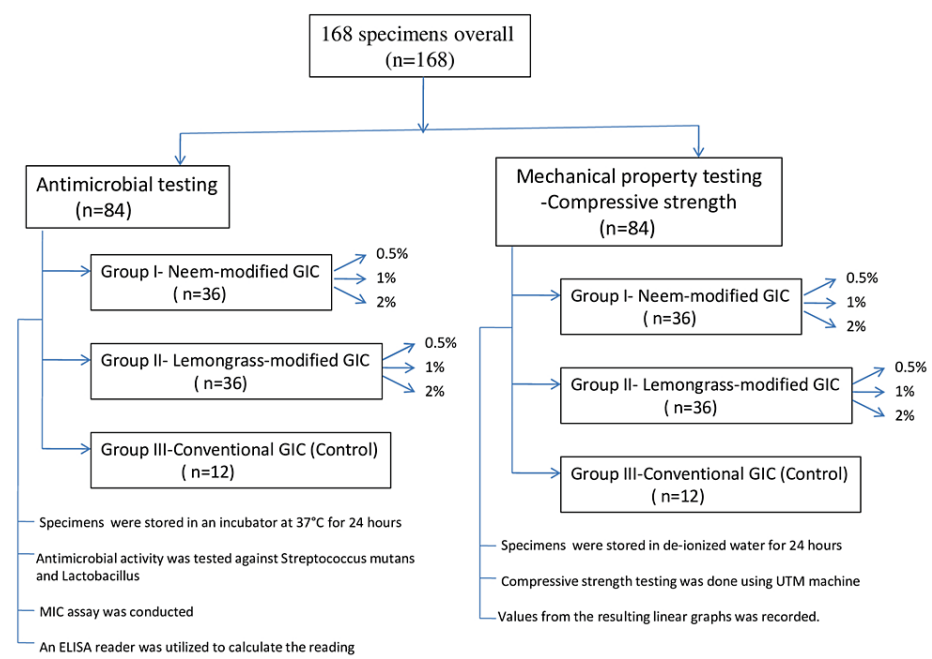 168 specimens overall
(n=168)
Antimicrobial testing
(n=84)
Group I- Neem-modified GIC
( n=36)
0.5%
1%
2%
Group II- Lemongrass-modified GIC
( n=36)
0.5%
1%
2%
Group III-Conventional GIC (Control)
( n=12)
Specimens were stored in an incubator at 37°C for 24 hours
Antimicrobial activity was tested against Streptococcus mutans
and Lactobacillus
MIC assay was conducted
An ELISA reader was utilized to calculate the reading
Mechanical property testing
-Compressive strength
(n=84)
Group I- Neem-modified GIC
( n=36)
0.5%
1%
2%
Group II- Lemongrass-modified GIC
( n=36)
0.5%
1%
2%
Group III-Conventional GIC (Control)
( n=12)
Specimens were stored in de-ionized water for 24 hours
Compressive strength testing was done using UTM machine
Values from the resulting linear graphs was recorded.